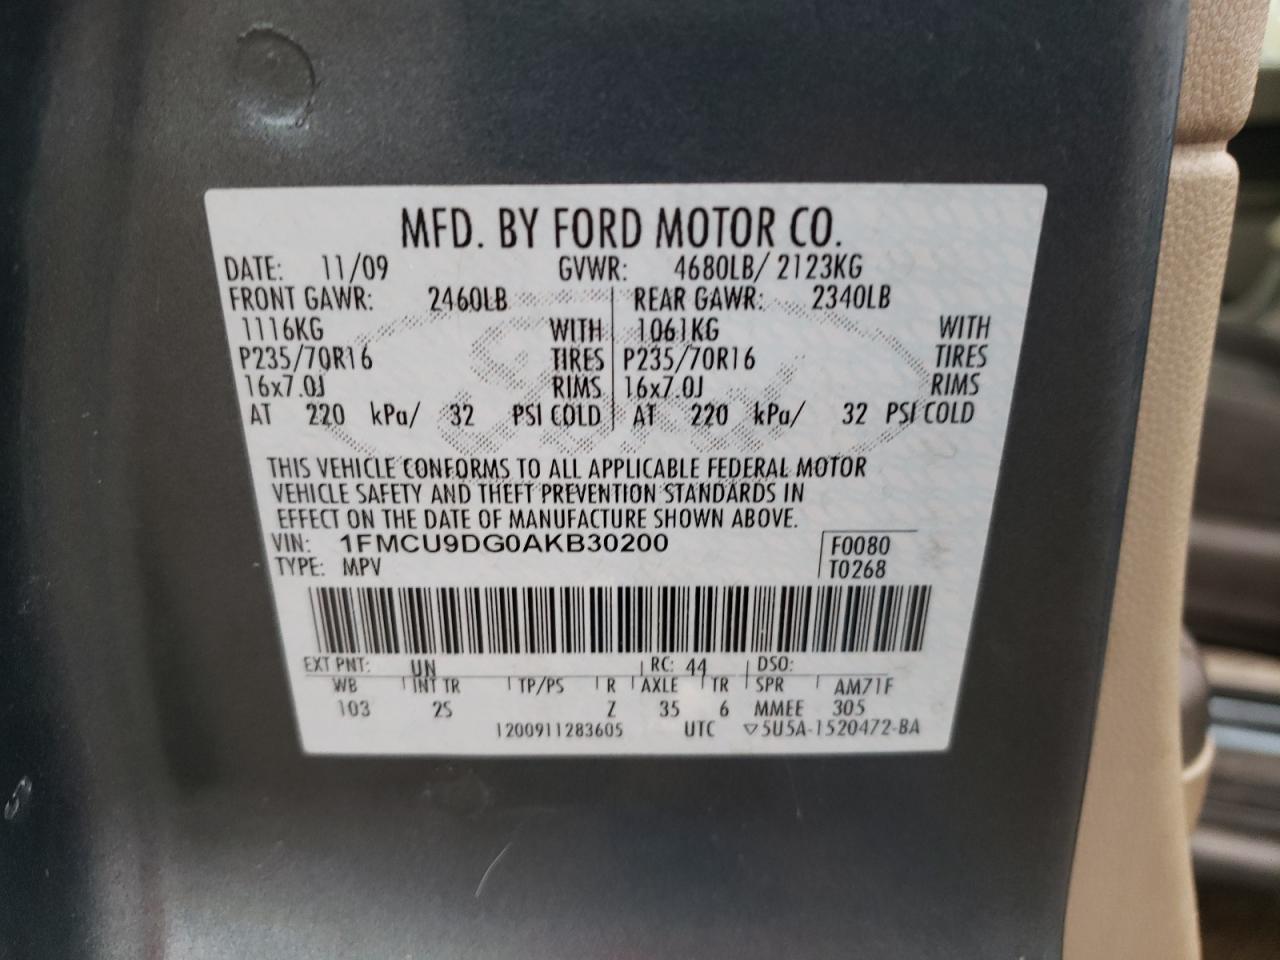 MFD. BY FORD MOTOR CO.
DATE: 11/09 GVWR: 4680LB/ 2123KG
FRONT GAWR: 2460LB REAR GAWR: 2340LB
1116KG WITH 1061KG WITH
P235/70R16 TIRES P235/70R16 TIRES
16x7.0J RIMS 16x7.0J RIMS
AT 220 kPa/ 32 PSI COLD AT 220 kPa/ 32 PSI COLD
THIS VEHICLE CONFORMS TO ALL APPLICABLE FEDERAL MOTOR
VEHICLE SAFETY AND THEFT PREVENTION STANDARDS IN
EFFECT ON THE DATE OF MANUFACTURE SHOWN ABOVE.
VIN: 1FMCU9DG0AKB30200 F0080
TYPE: MPV T0268
EXT PNT: UN RC: 44 DSO:
WB INT TR TP/PS R AXLE TR SPR AM71F
103 2S Z 35 6 MMEE 305
1200911283605 UTC ▽5U5A-1520472-BA